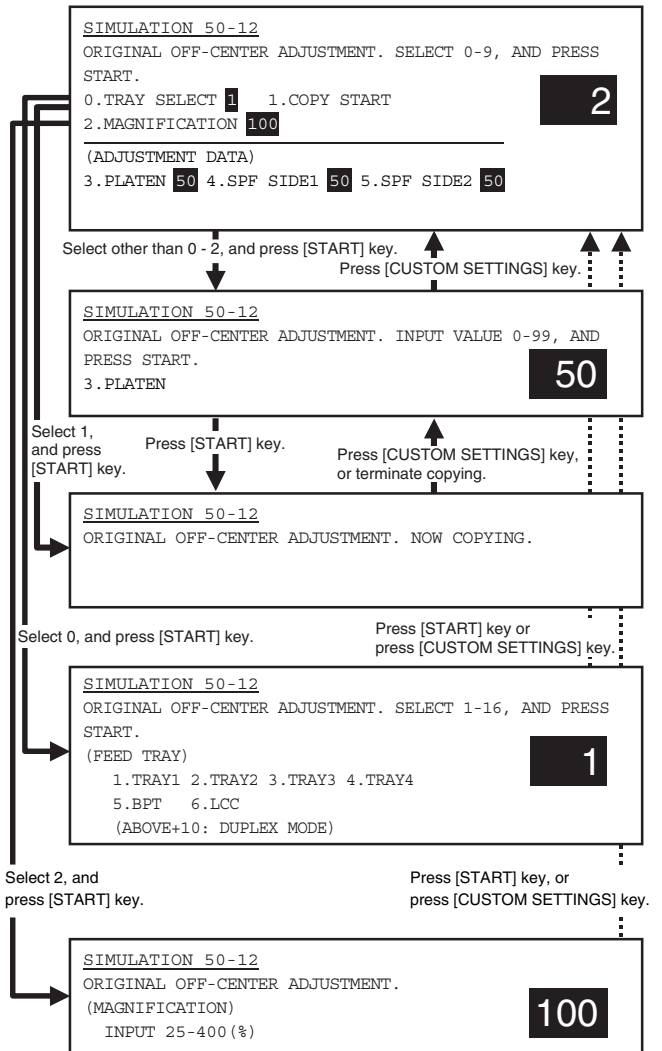 SIMULATION 50-12
ORIGINAL OFF-CENTER ADJUSTMENT. SELECT 0-9, AND PRESS
START.
0.TRAY SELECT 1 1.COPY START
2
2.MAGNIFICATION 100
(ADJUSTMENT DATA)
3.PLATEN 50 4.SPF SIDE1 50 5.SPF SIDE2 50
Select other than 0 - 2, and press [START] key.
Press [CUSTOM SETTINGS] key.
SIMULATION 50-12
ORIGINAL OFF-CENTER ADJUSTMENT. INPUT VALUE 0-99, AND
PRESS START.
50
3.PLATEN
Select 1,
and press
[START] key.
Press [START] key.
Press [CUSTOM SETTINGS] key,
or terminate copying.
SIMULATION 50-12
ORIGINAL OFF-CENTER ADJUSTMENT. NOW COPYING.
Select 0, and press [START] key.
Press [START] key or
press [CUSTOM SETTINGS] key.
SIMULATION 50-12
ORIGINAL OFF-CENTER ADJUSTMENT. SELECT 1-16, AND PRESS
START.
(FEED TRAY)
1
1.TRAY1 2.TRAY2 3.TRAY3 4.TRAY4
5.BPT 6.LCC
(ABOVE+10: DUPLEX MODE)
Select 2, and
press [START] key.
Press [START] key, or
press [CUSTOM SETTINGS] key.
SIMULATION 50-12
ORIGINAL OFF-CENTER ADJUSTMENT.
(MAGNIFICATION)
100
INPUT 25-400(%)